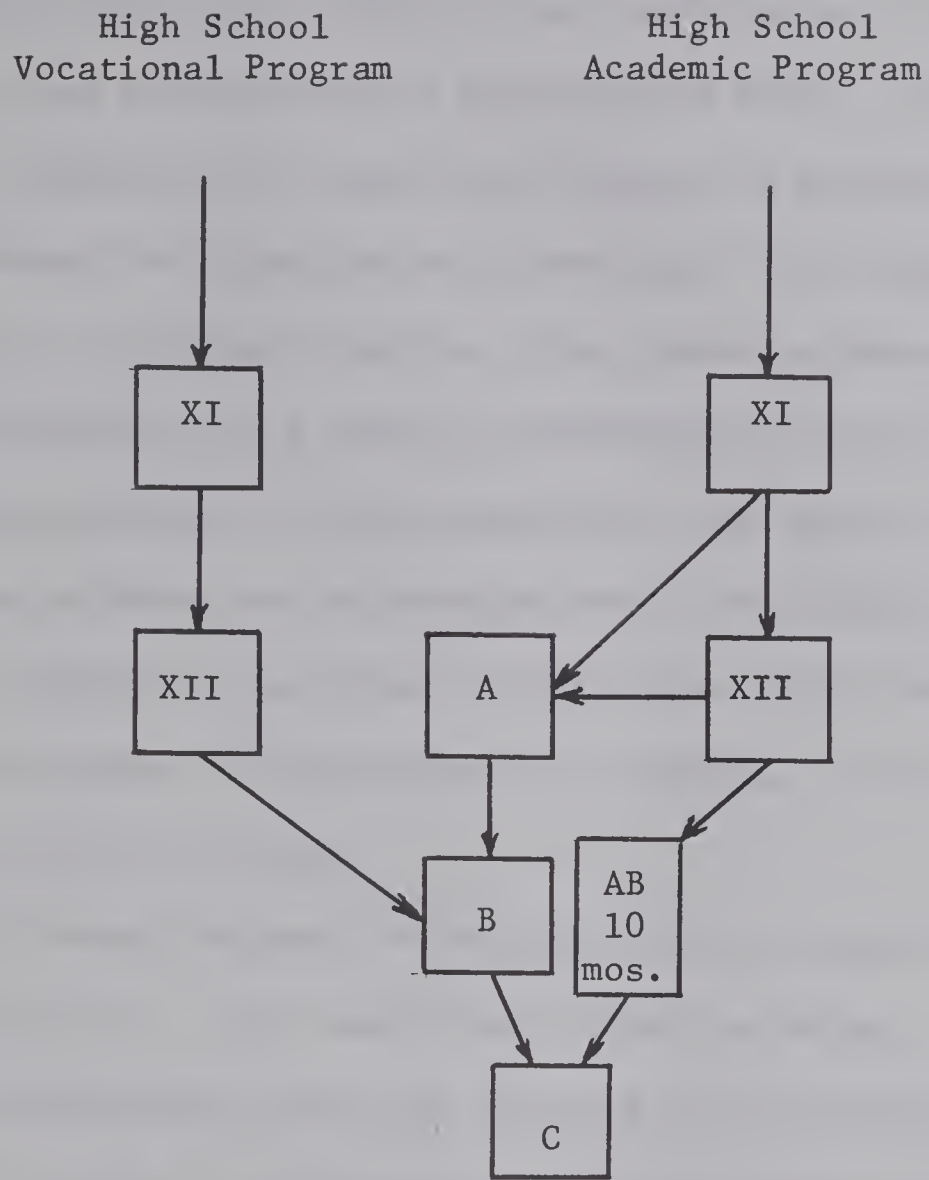 High School
Vocational Program
High School
Academic Program
XI
XI
XII
A
XII
B
AB
10
mos.
C